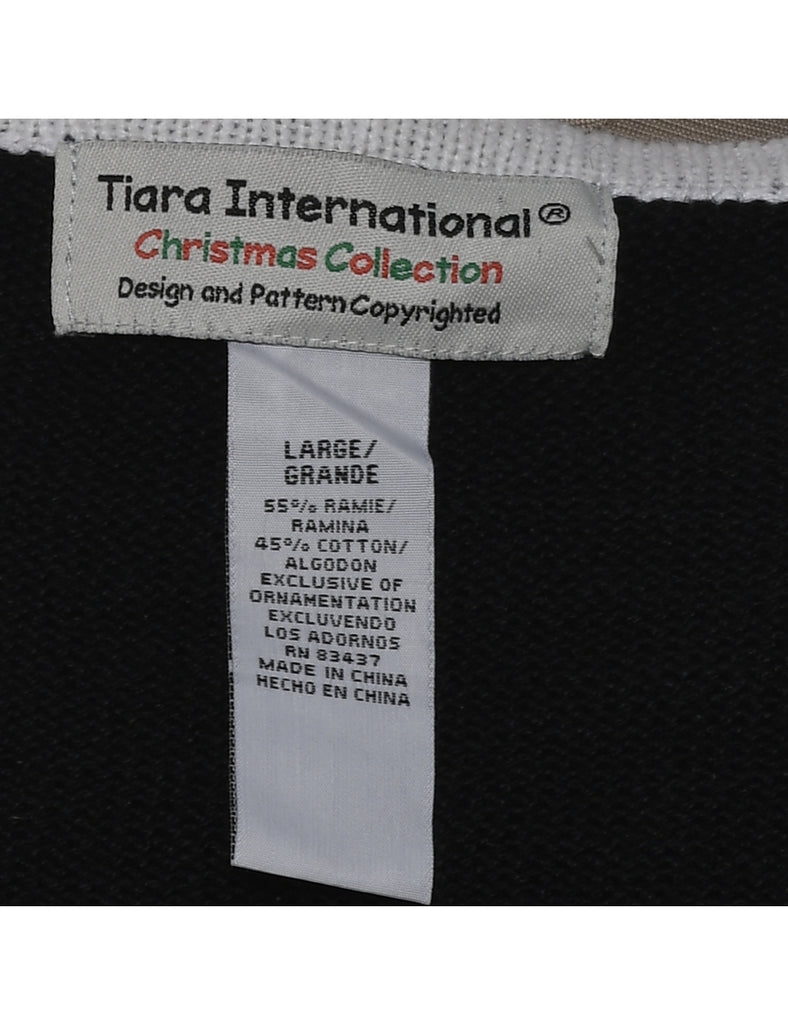 Tiara International®
Christmas Collection
Design and Pattern Copyrighted
LARGE/
GRANDE
55% RAMIE/
RAMINA
45% COTTON/
ALGODON
EXCLUSIVE OF
ORNAMENTATION
EXCLUVENDO
LOS ADORNOS
RN 83437
MADE IN CHINA
HECHO EN CHINA